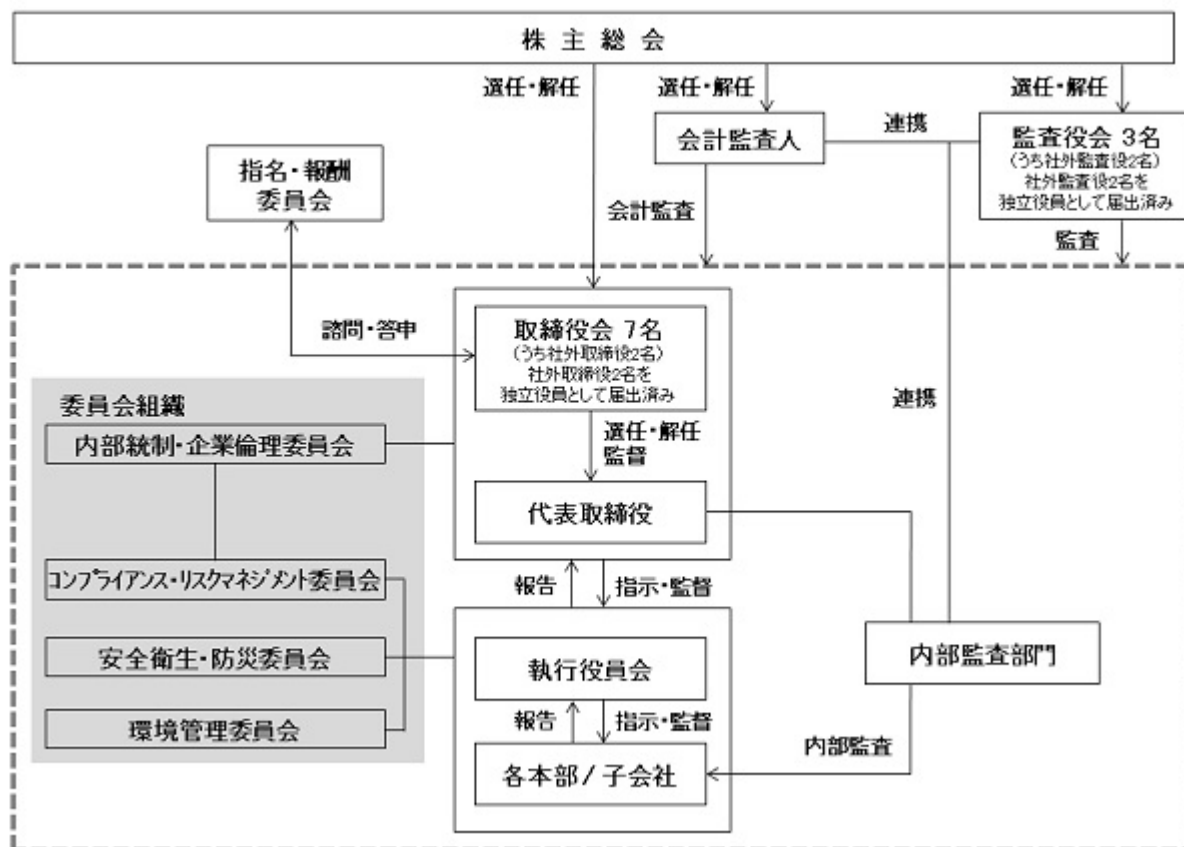 株主総会
選任・解任
選任・解任
選任・解任
会計監査人
連携
監査役会 3名
(うち社外監査役2名)
社外監査役2名を
独立役員として届出済み
指名・報酬
委員会
会計監査
監査
諮問・答申
取締役会 7名
(うち社外取締役2名)
社外取締役2名を
独立役員として届出済み
連携
委員会組織
内部統制・企業倫理委員会
選任・解任
監督
代表取締役
コンプライアンス・リスクマネジメント委員会
報告
指示・監督
安全衛生・防災委員会
執行役員会
内部監査部門
環境管理委員会
報告
指示・監督
内部監査
各本部/子会社